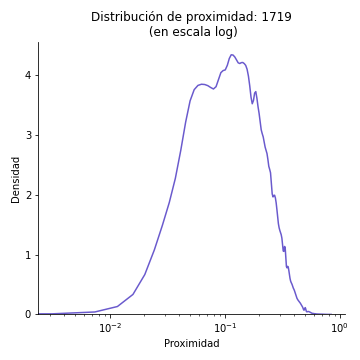 Distribución de proximidad: 1719
(en escala log)
Densidad
4
3
2
1
0
10⁻²
10⁻¹
10⁰
Proximidad